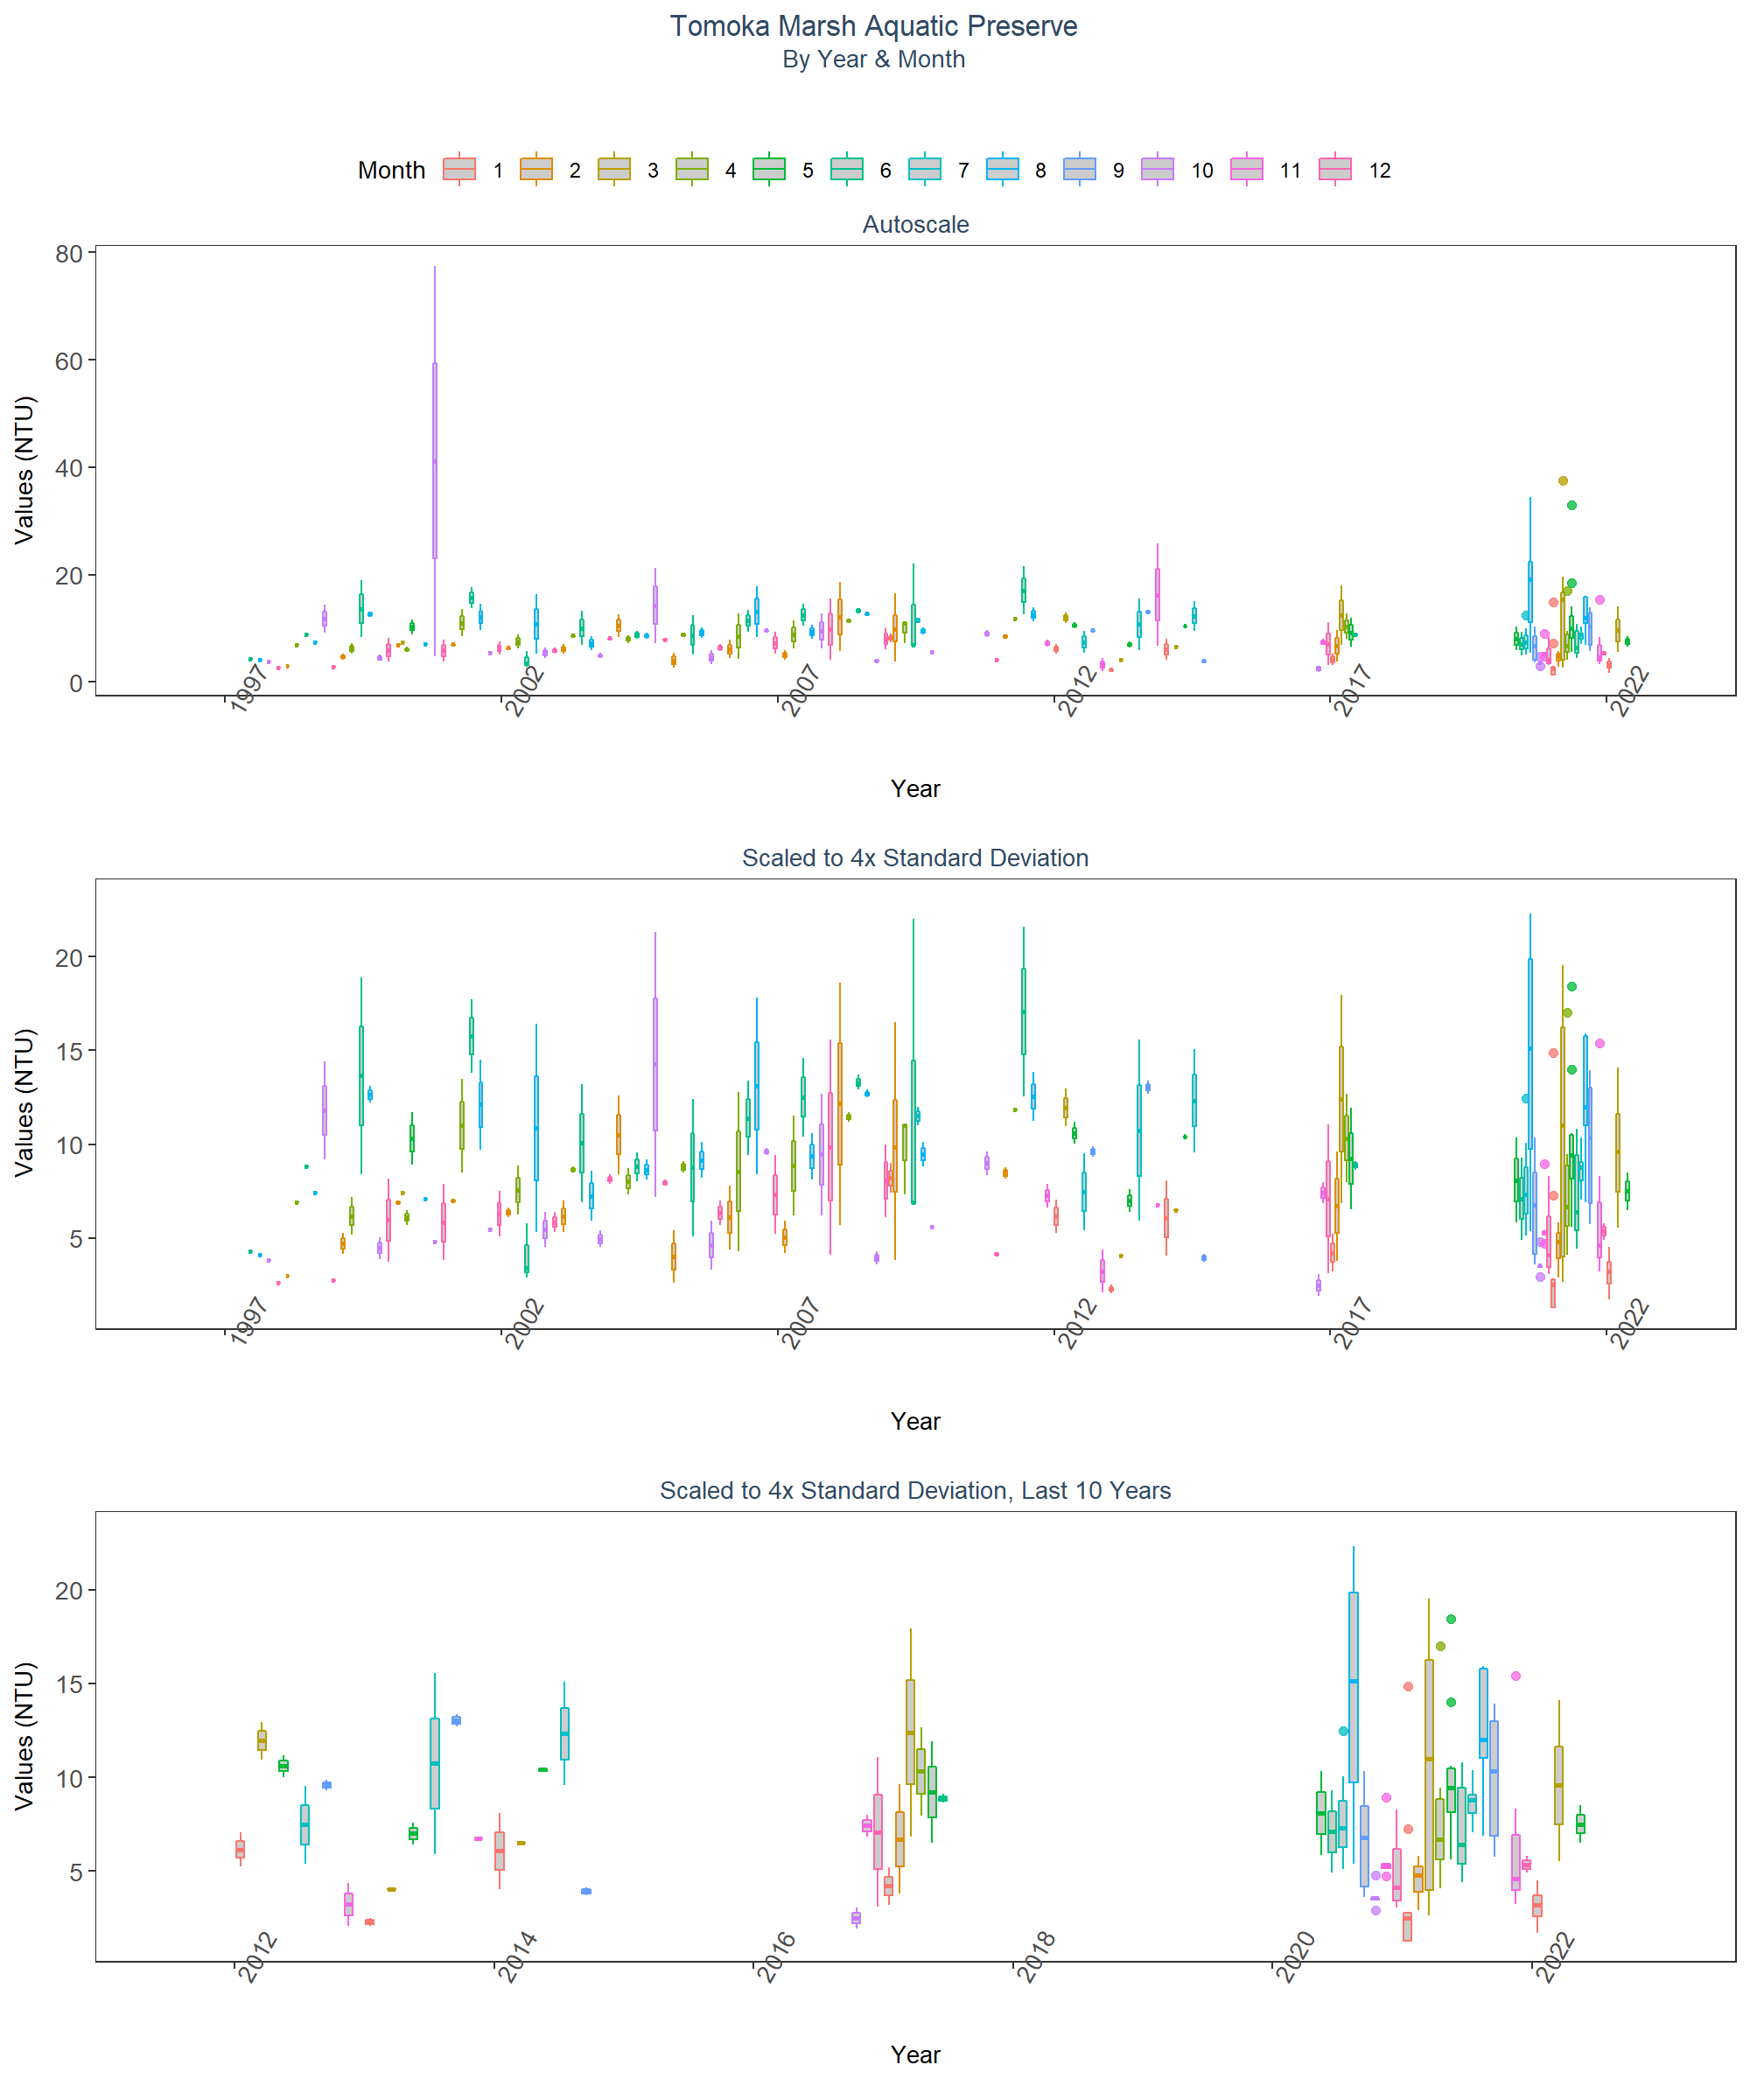 Tomoka Marsh Aquatic Preserve
By Year & Month
Month 1 2 3 4 5 6 7 8 9 10 11 12
Autoscale
Values (NTU)
80
60
40
20
0
1997 2002 2007 2012 2017 2022
Year
Scaled to 4x Standard Deviation
Values (NTU)
20
15
10
5
1997 2002 2007 2012 2017 2022
Year
Scaled to 4x Standard Deviation, Last 10 Years
Values (NTU)
20
15
10
5
2012 2014 2016 2018 2020 2022
Year